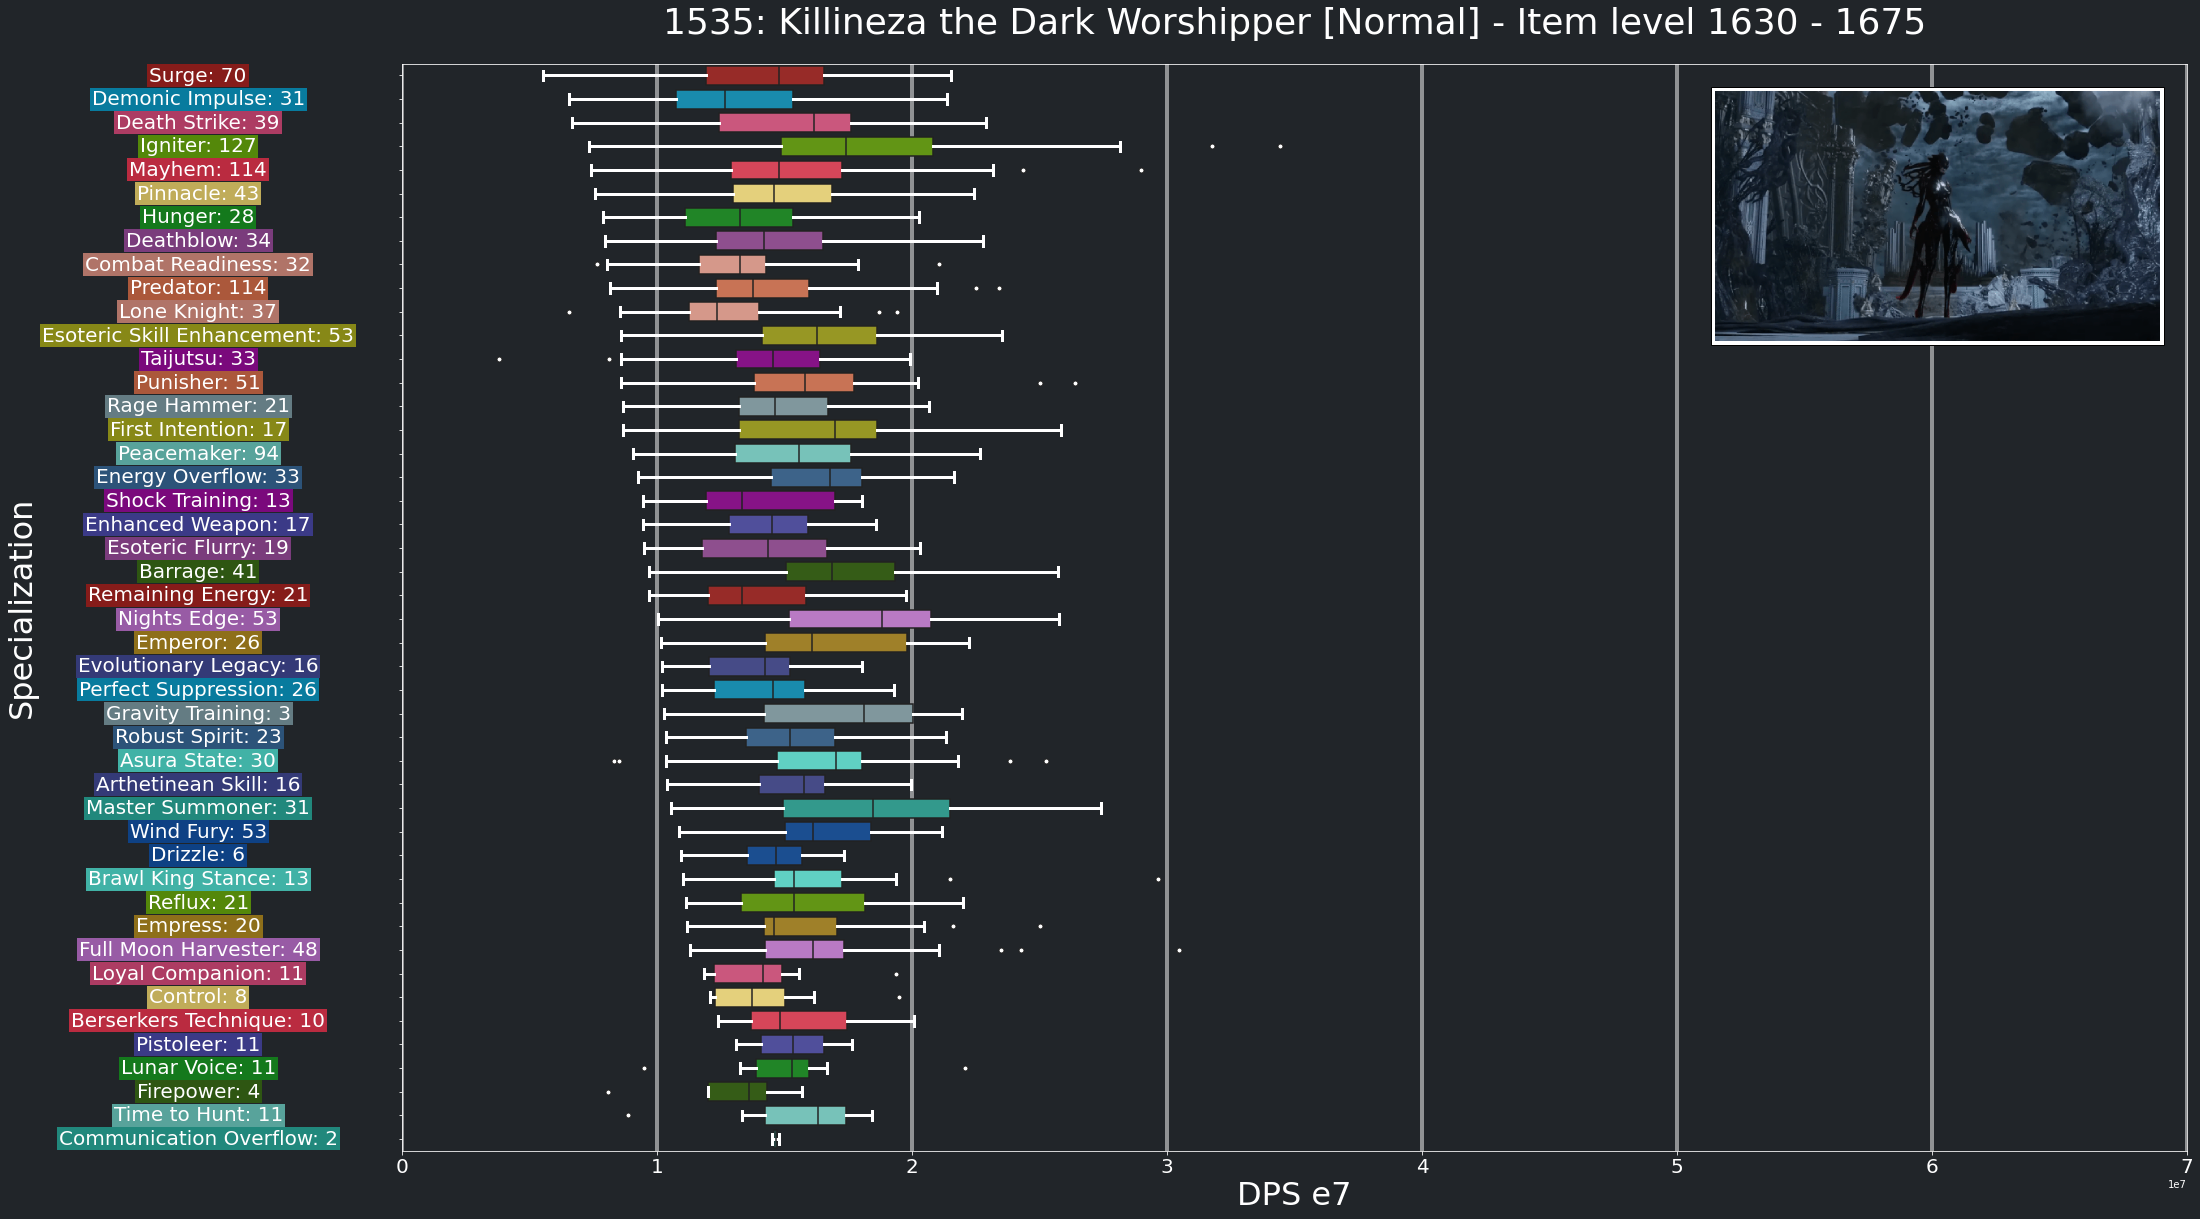 1535: Killineza the Dark Worshipper [Normal] - Item level 1630 - 1675
Specialization
Surge: 70
Demonic Impulse: 31
Death Strike: 39
Igniter: 127
Mayhem: 114
Pinnacle: 43
Hunger: 28
Deathblow: 34
Combat Readiness: 32
Predator: 114
Lone Knight: 37
Esoteric Skill Enhancement: 53
Taijutsu: 33
Punisher: 51
Rage Hammer: 21
First Intention: 17
Peacemaker: 94
Energy Overflow: 33
Shock Training: 13
Enhanced Weapon: 17
Esoteric Flurry: 19
Barrage: 41
Remaining Energy: 21
Nights Edge: 53
Emperor: 26
Evolutionary Legacy: 16
Perfect Suppression: 26
Gravity Training: 3
Robust Spirit: 23
Asura State: 30
Arthetinean Skill: 16
Master Summoner: 31
Wind Fury: 53
Drizzle: 6
Brawl King Stance: 13
Reflux: 21
Empress: 20
Full Moon Harvester: 48
Loyal Companion: 11
Control: 8
Berserkers Technique: 10
Pistoleer: 11
Lunar Voice: 11
Firepower: 4
Time to Hunt: 11
Communication Overflow: 2
0 1 2 3 4 5 6 7
1e7
DPS e7